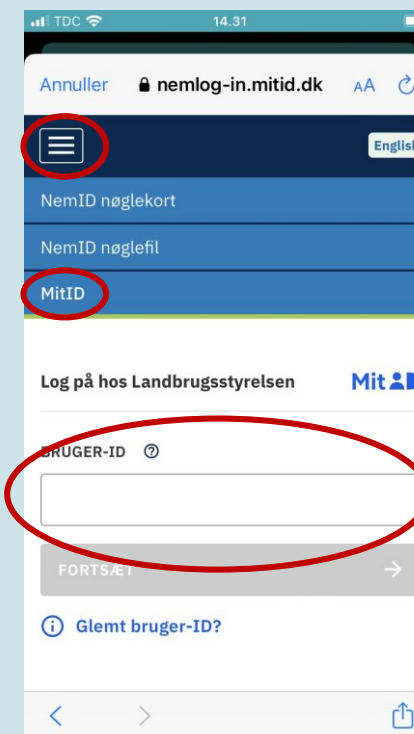 TDC 14.31
Annuller nemlog-in.mitid.dk AA
English
NemID nøglekort
NemID nøglefil
MitID
Log på hos Landbrugsstyrelsen Mit
BRUGER-ID
FORTSÆT
Glemt bruger-ID?